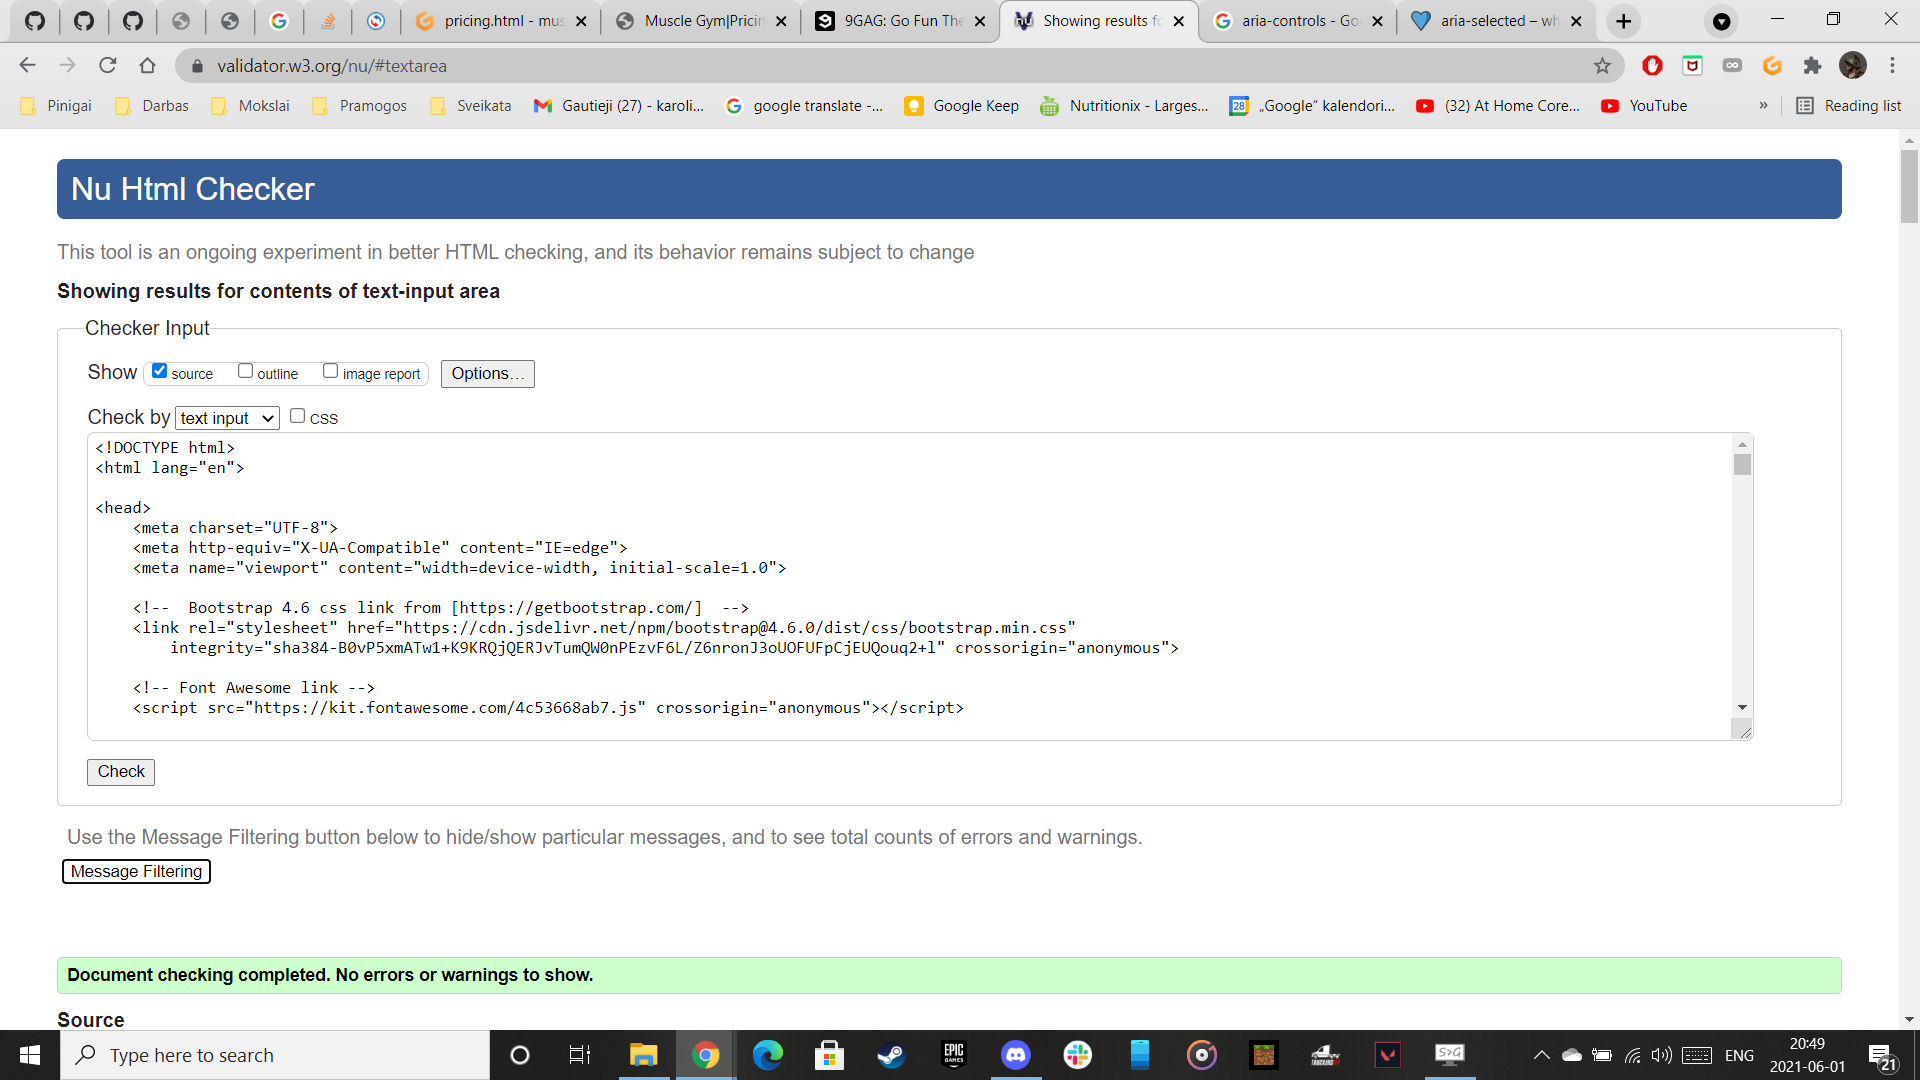 pricing.html - mus
Muscle Gym|Pricin
9GAG: Go Fun The
Showing results fo
aria-controls - Go
aria-selected – wh
validator.w3.org/nu/#textarea
Pinigai
Darbas
Mokslai
Pramogos
Sveikata
Gautieji (27) - karoli...
google translate -...
Google Keep
Nutritionix - Larges...
28
„Google“ kalendori...
(32) At Home Core...
YouTube
»
Reading list
Nu Html Checker
This tool is an ongoing experiment in better HTML checking, and its behavior remains subject to change
Showing results for contents of text-input area
Checker Input
Show source outline image report Options...
Check by text input CSS
<!DOCTYPE html>
<html lang="en">
<head>
<meta charset="UTF-8">
<meta http-equiv="X-UA-Compatible" content="IE=edge">
<meta name="viewport" content="width=device-width, initial-scale=1.0">
<!--  Bootstrap 4.6 css link from [https://getbootstrap.com/]  -->
<link rel="stylesheet" href="https://cdn.jsdelivr.net/npm/bootstrap@4.6.0/dist/css/bootstrap.min.css"
integrity="sha384-B0vP5xmATw1+K9KRQjQERJvTumQW0nPEzvF6L/Z6nronJ3oUOFUFpCjEUQouq2+l" crossorigin="anonymous">
<!-- Font Awesome link -->
<script src="https://kit.fontawesome.com/4c53668ab7.js" crossorigin="anonymous"></script>
Check
Use the Message Filtering button below to hide/show particular messages, and to see total counts of errors and warnings.
Message Filtering
Document checking completed. No errors or warnings to show.
Source
Type here to search
EPIC
GAMES
S>G
ENG
20:49
2021-06-01
21